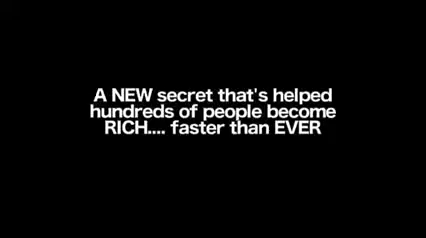 A NEW secret that's helped
hundreds of people become
RICH.... faster than EVER